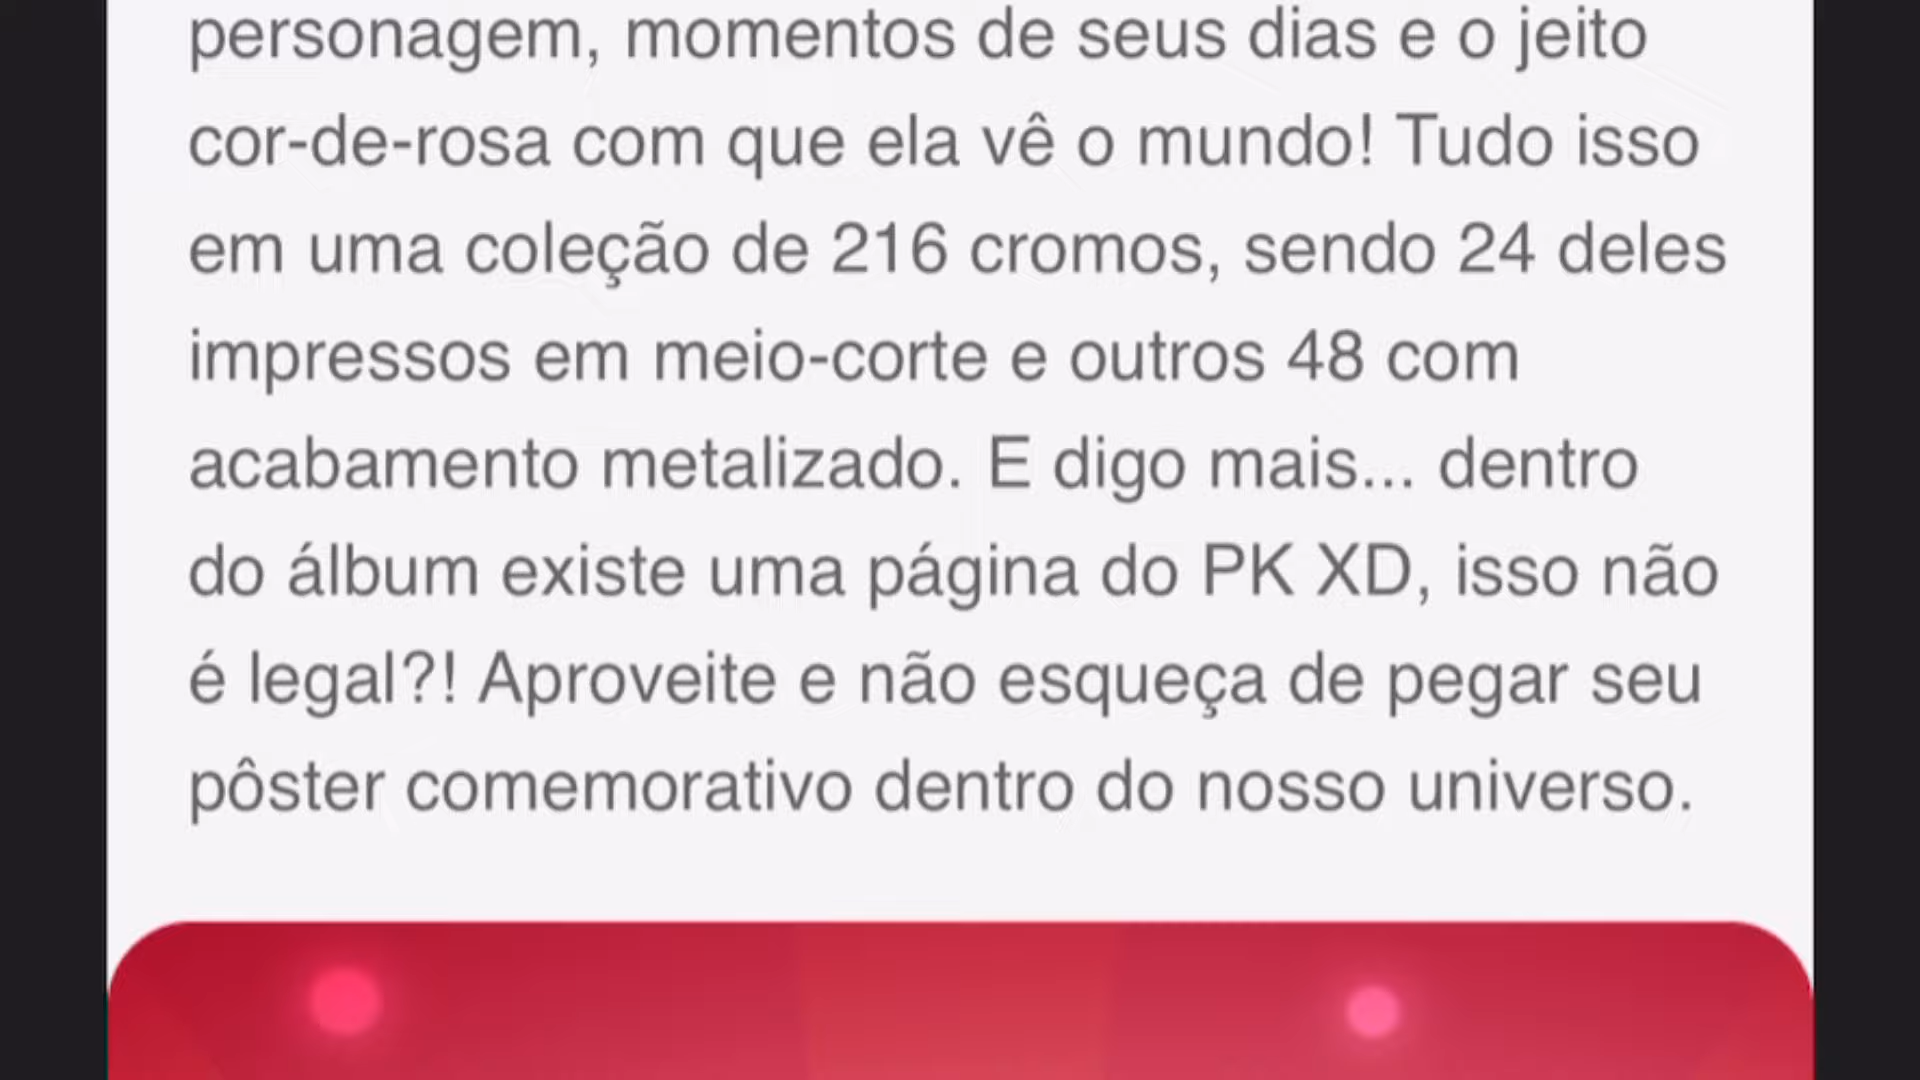 personagem, momentos de seus dias e o jeito
cor-de-rosa com que ela vê o mundo! Tudo isso
em uma coleção de 216 cromos, sendo 24 deles
impressos em meio-corte e outros 48 com
acabamento metalizado. E digo mais... dentro
do álbum existe uma página do PK XD, isso não
é legal?! Aproveite e não esqueça de pegar seu
pôster comemorativo dentro do nosso universo.